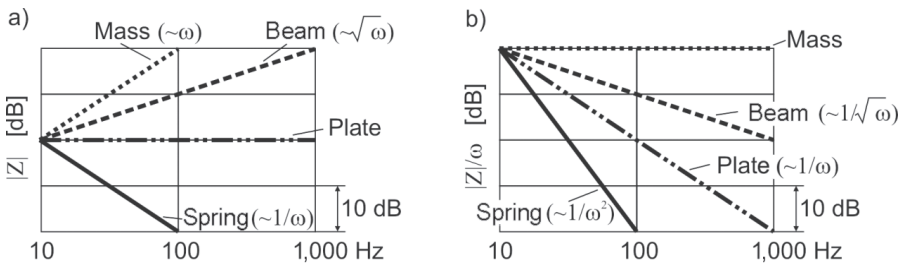 a)
Mass (~ω)
Beam (~√ω)
|Z| [dB]
Plate
Spring (~1/ω)
10 dB
10 100 1,000 Hz
b)
Mass
|Z|/ω [dB]
Beam (~1/√ω)
Plate (~1/ω)
Spring (~1/ω²)
10 dB
10 100 1,000 Hz